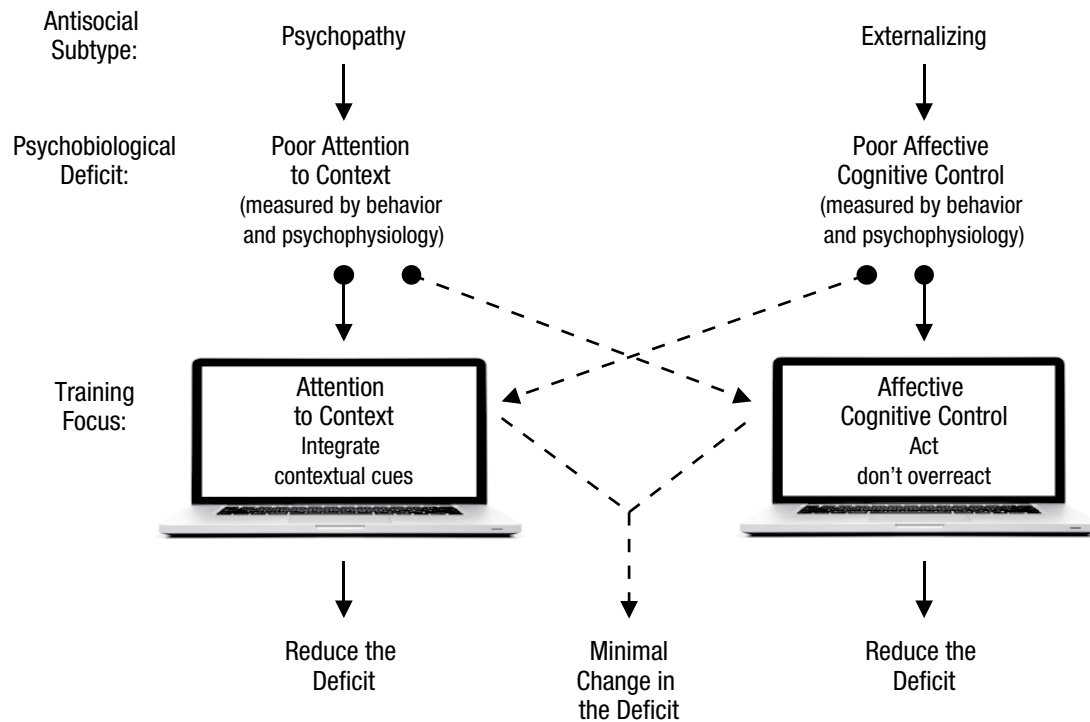 Antisocial
Subtype:
Psychopathy
Externalizing
Psychobiological
Deficit:
Poor Attention
to Context
(measured by behavior
and psychophysiology)
Poor Affective
Cognitive Control
(measured by behavior
and psychophysiology)
Training
Focus:
Attention
to Context
Integrate
contextual cues
Affective
Cognitive Control
Act
don't overreact
Reduce the
Deficit
Minimal
Change in
the Deficit
Reduce the
Deficit